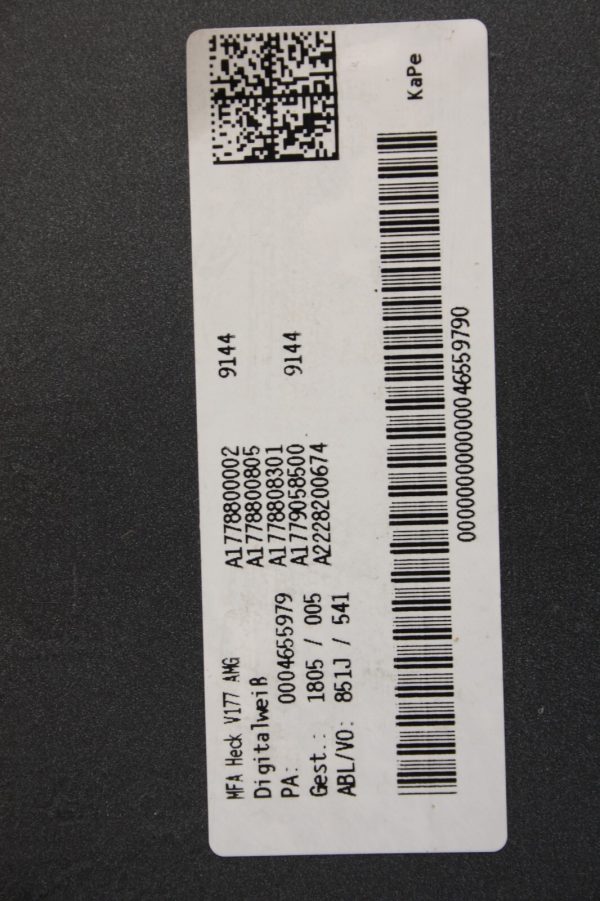 MFA Heck V177 AMG A1778800002 9144
Digitalweiß A1778800805
PA: 0004655979 A1778808301
Gest.: 1805 / 005 A1779058500 9144
ABL/VO: 851J / 541 A2228200674
KaPe
0000000000000046559790